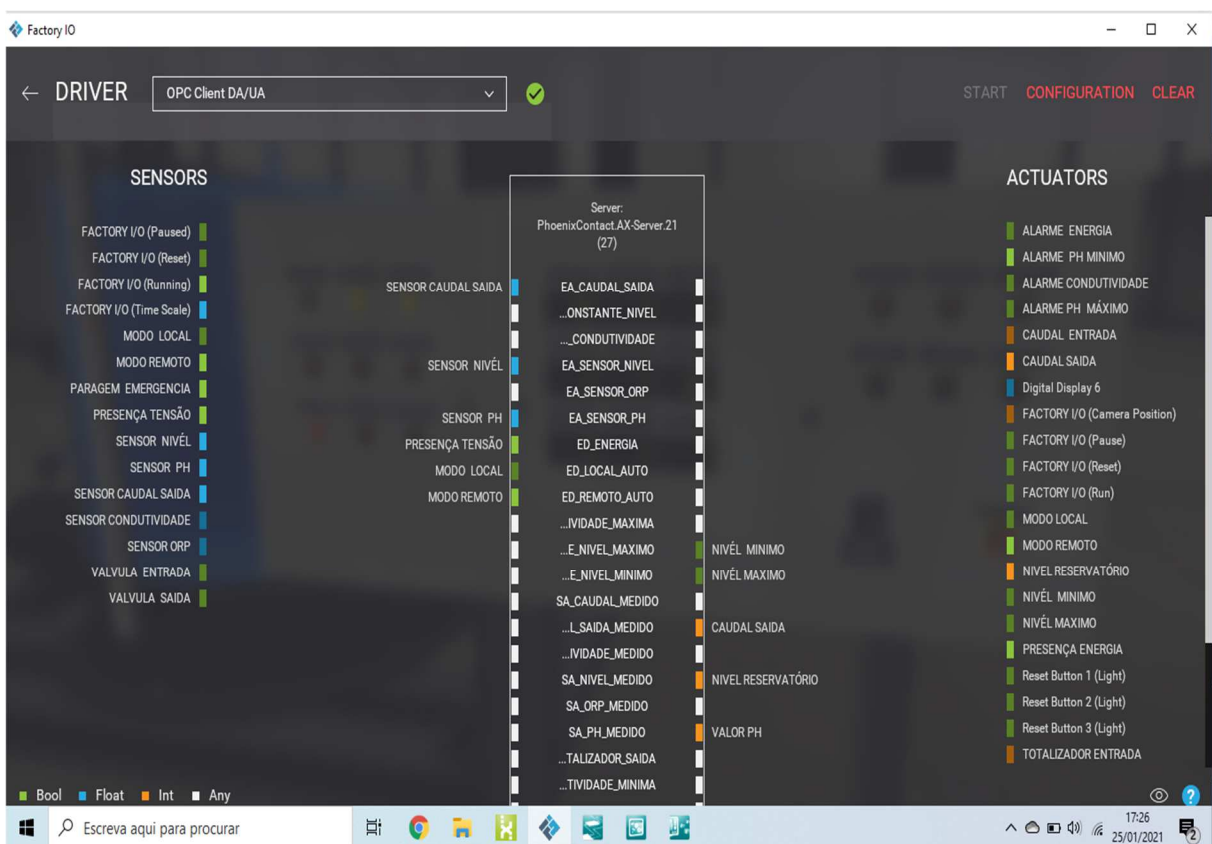 Factory IO
← DRIVER OPC Client DA/UA START CONFIGURATION CLEAR
SENSORS
FACTORY I/O (Paused)
FACTORY I/O (Reset)
FACTORY I/O (Running)
FACTORY I/O (Time Scale)
MODO LOCAL
MODO REMOTO
PARAGEM EMERGENCIA
PRESENÇA TENSÃO
SENSOR NIVÉL
SENSOR PH
SENSOR CAUDAL SAIDA
SENSOR CONDUTIVIDADE
SENSOR ORP
VALVULA ENTRADA
VALVULA SAIDA
Server:
PhoenixContact.AX-Server.21
(27)
SENSOR CAUDAL SAIDA EA_CAUDAL_SAIDA
...ONSTANTE_NIVEL
..._CONDUTIVIDADE
SENSOR NIVÉL EA_SENSOR_NIVEL
EA_SENSOR_ORP
SENSOR PH EA_SENSOR_PH
PRESENÇA TENSÃO ED_ENERGIA
MODO LOCAL ED_LOCAL_AUTO
MODO REMOTO ED_REMOTO_AUTO
...IVIDADE_MAXIMA
...E_NIVEL_MAXIMO NIVÉL MINIMO
...E_NIVEL_MINIMO NIVÉL MAXIMO
SA_CAUDAL_MEDIDO
...L_SAIDA_MEDIDO CAUDAL SAIDA
...IVIDADE_MEDIDO
SA_NIVEL_MEDIDO NIVEL RESERVATÓRIO
SA_ORP_MEDIDO
SA_PH_MEDIDO VALOR PH
...TALIZADOR_SAIDA
...TIVIDADE_MINIMA
ACTUATORS
ALARME ENERGIA
ALARME PH MINIMO
ALARME CONDUTIVIDADE
ALARME PH MÁXIMO
CAUDAL ENTRADA
CAUDAL SAIDA
Digital Display 6
FACTORY I/O (Camera Position)
FACTORY I/O (Pause)
FACTORY I/O (Reset)
FACTORY I/O (Run)
MODO LOCAL
MODO REMOTO
NIVEL RESERVATÓRIO
NIVÉL MINIMO
NIVÉL MAXIMO
PRESENÇA ENERGIA
Reset Button 1 (Light)
Reset Button 2 (Light)
Reset Button 3 (Light)
TOTALIZADOR ENTRADA
Bool Float Int Any ?
Escreva aqui para procurar
17:26
25/01/2021
2